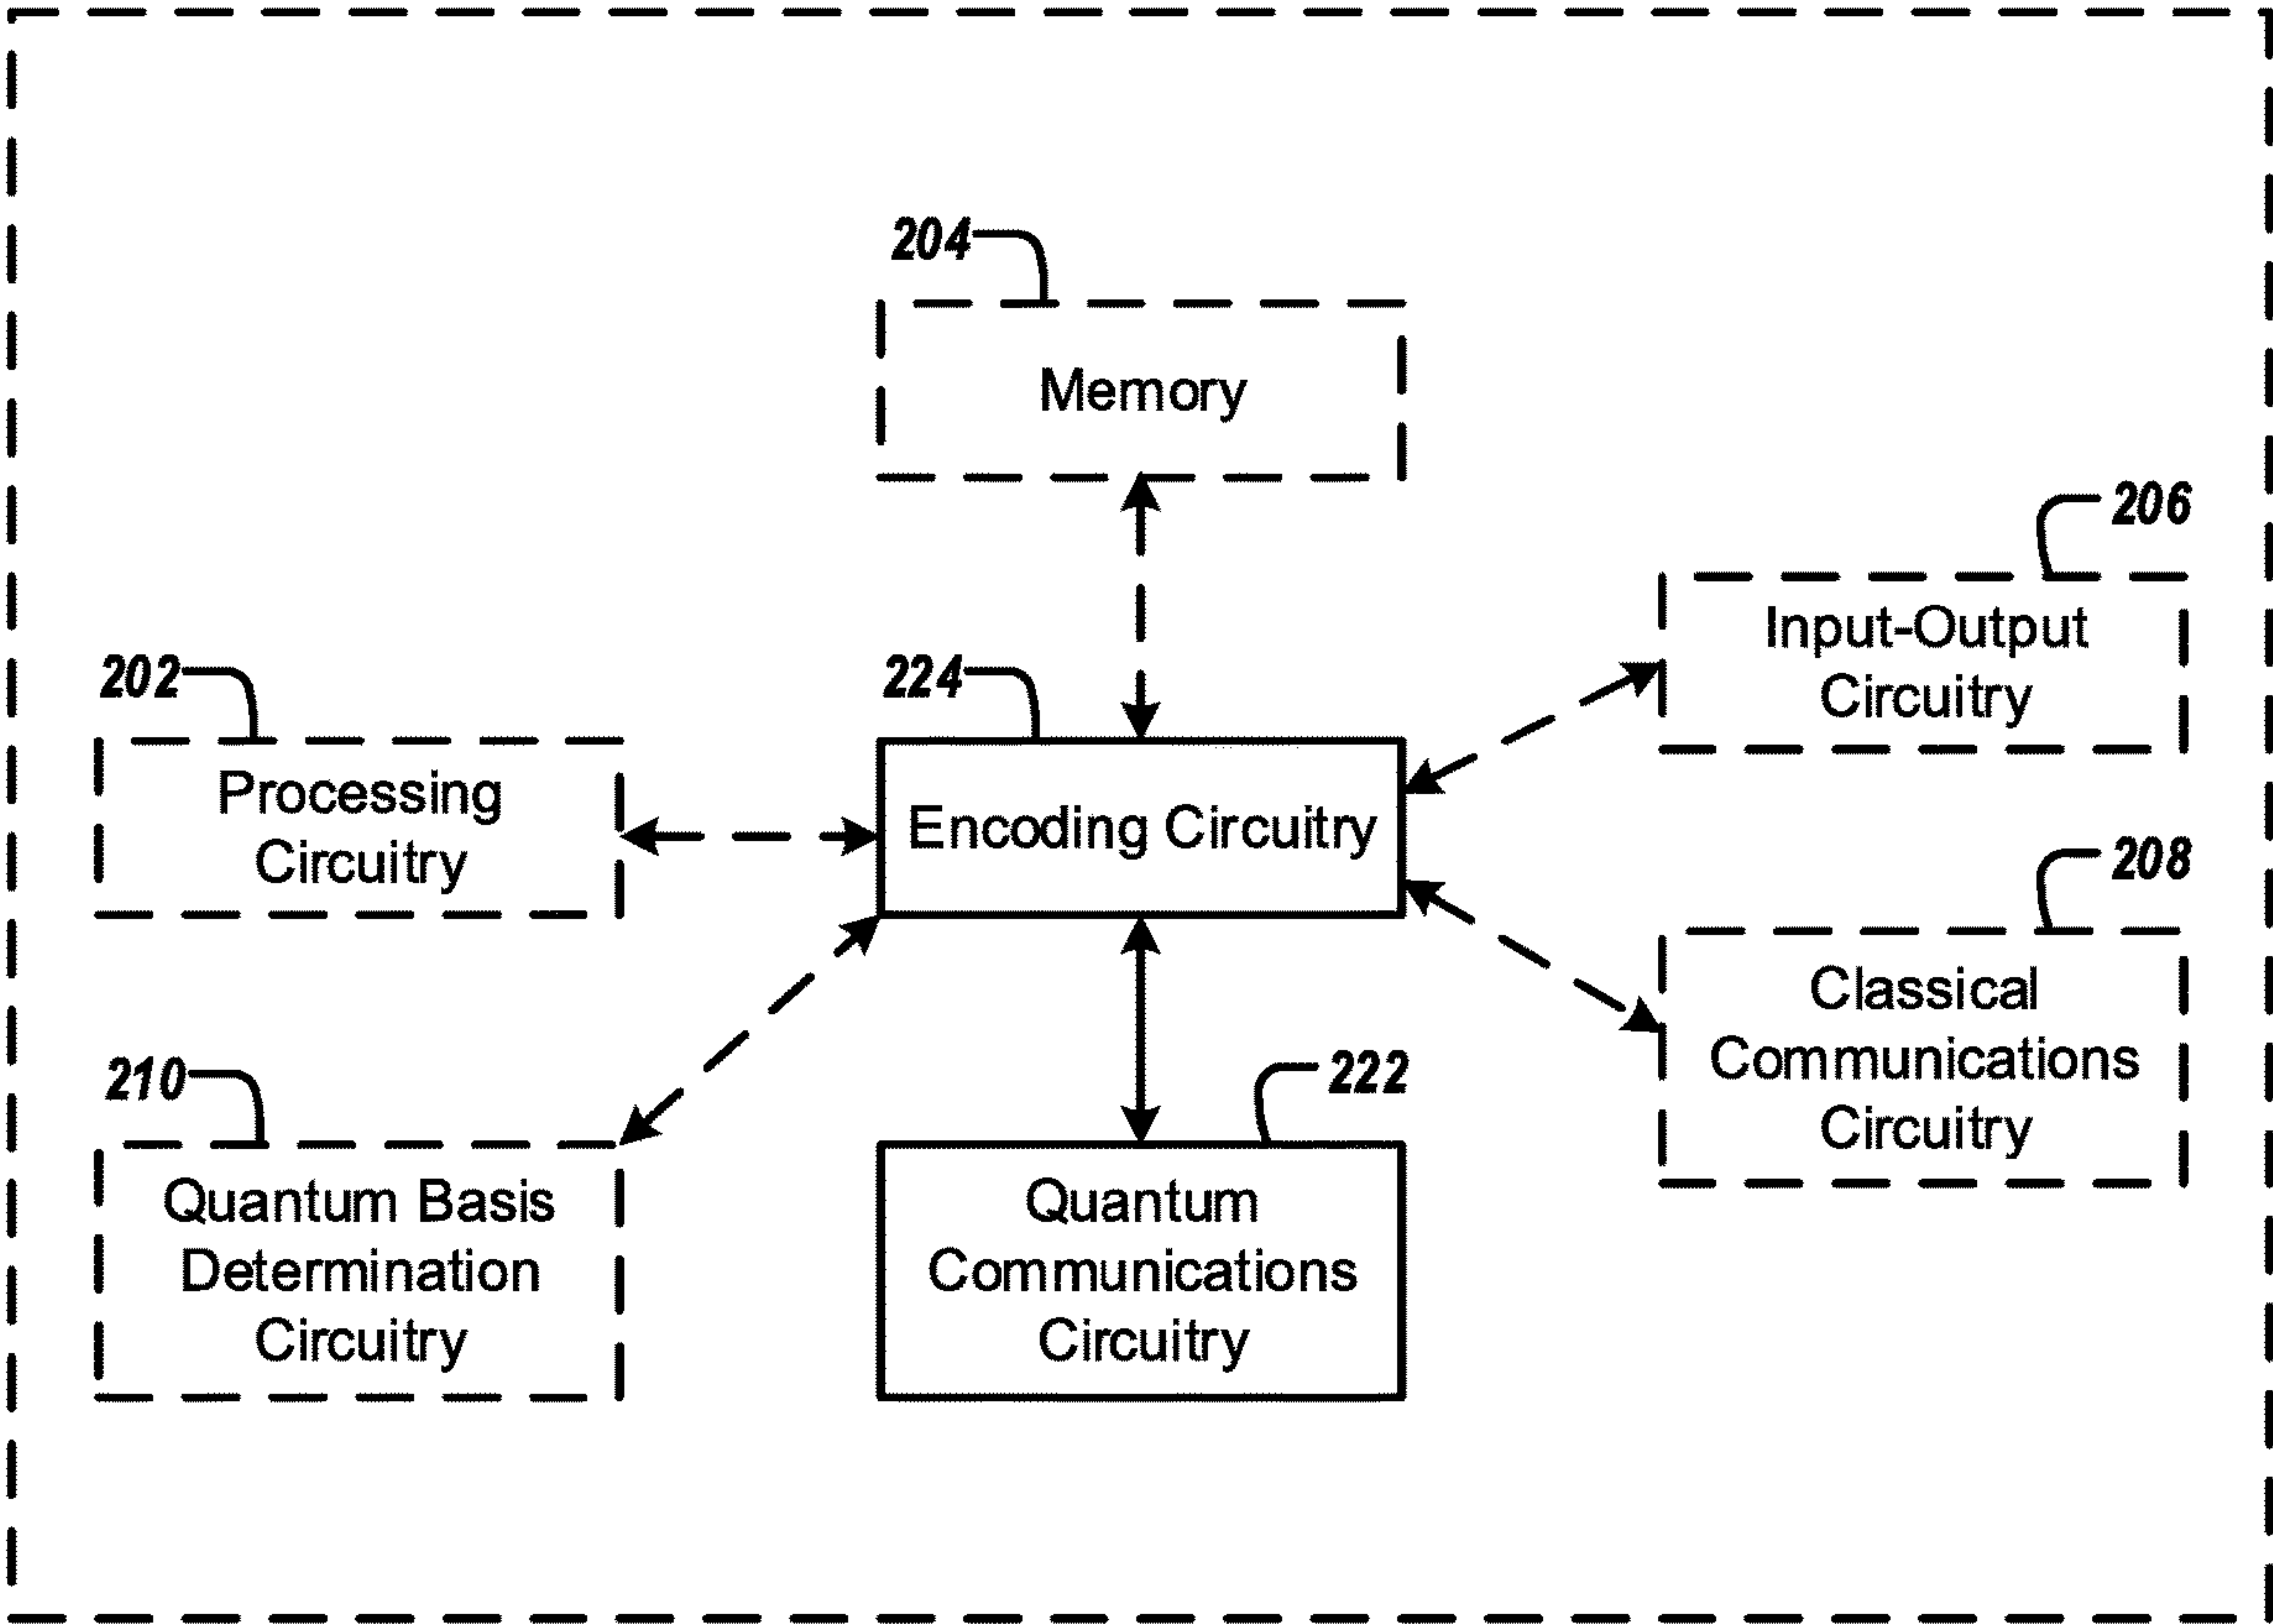 204
Memory
206
Input-Output
Circuitry
202
Processing
Circuitry
224
Encoding Circuitry
208
Classical
Communications
Circuitry
210
Quantum Basis
Determination
Circuitry
222
Quantum
Communications
Circuitry